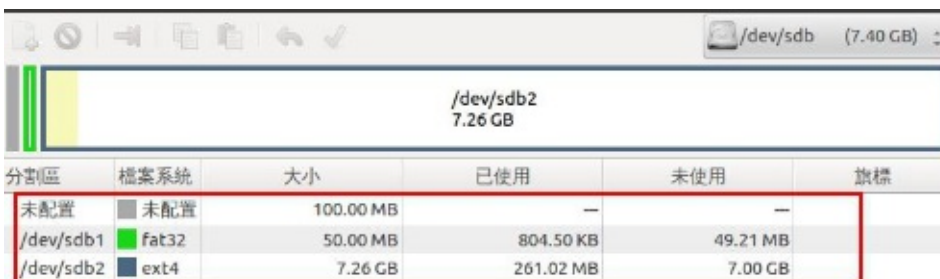 /dev/sdb (7.40 GB)
/dev/sdb2
7.26 GB
分割區 檔案系統 大小 已使用 未使用 旗標
未配置 未配置 100.00 MB — —
/dev/sdb1 fat32 50.00 MB 804.50 KB 49.21 MB
/dev/sdb2 ext4 7.26 GB 261.02 MB 7.00 GB